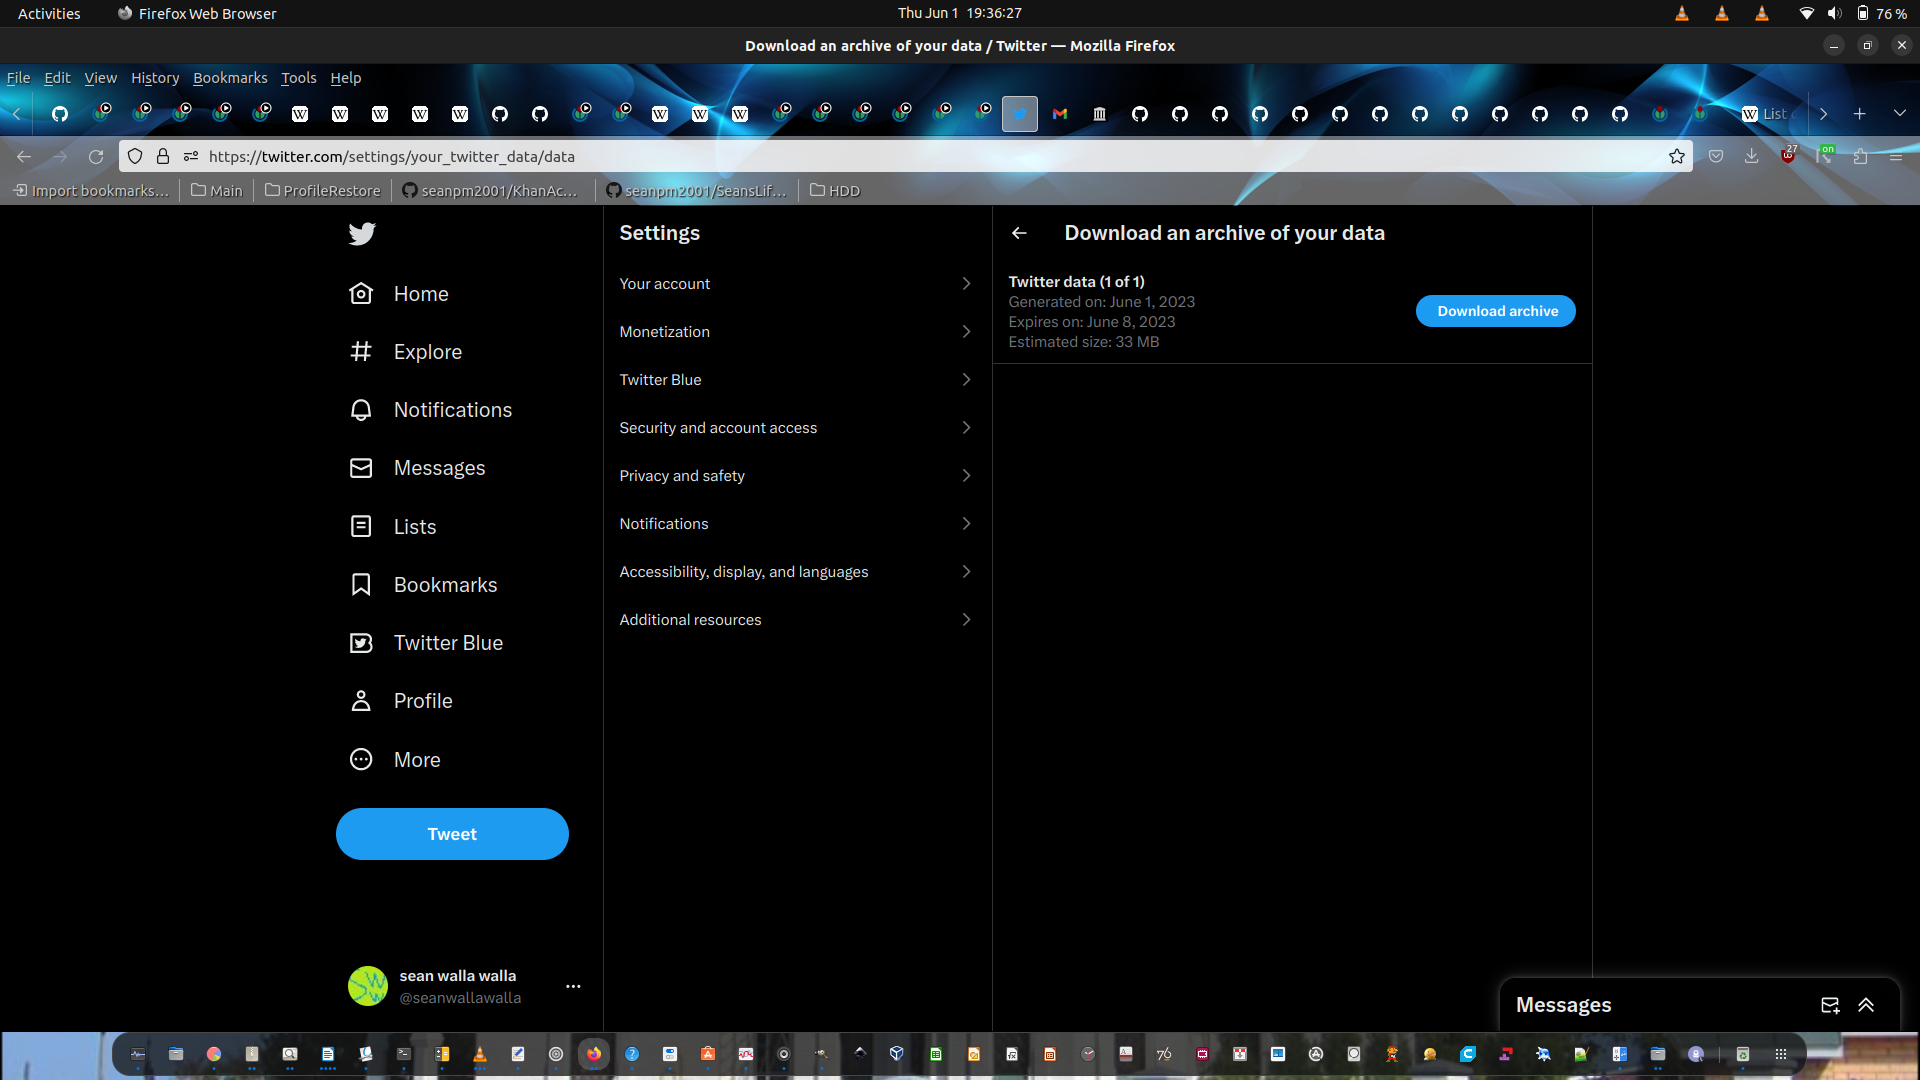 Activities
Firefox Web Browser
Thu Jun 1 19:36:27
76 %
Download an archive of your data / Twitter — Mozilla Firefox
File Edit View History Bookmarks Tools Help
List
https://twitter.com/settings/your_twitter_data/data
27
on
Import bookmarks...
Main
ProfileRestore
seanpm2001/KhanAc...
seanpm2001/SeansLif...
HDD
Home
Explore
Notifications
Messages
Lists
Bookmarks
Twitter Blue
Profile
More
Tweet
sean walla walla
@seanwallawalla
Settings
Your account
Monetization
Twitter Blue
Security and account access
Privacy and safety
Notifications
Accessibility, display, and languages
Additional resources
Download an archive of your data
Twitter data (1 of 1)
Generated on: June 1, 2023
Expires on: June 8, 2023
Estimated size: 33 MB
Download archive
Messages